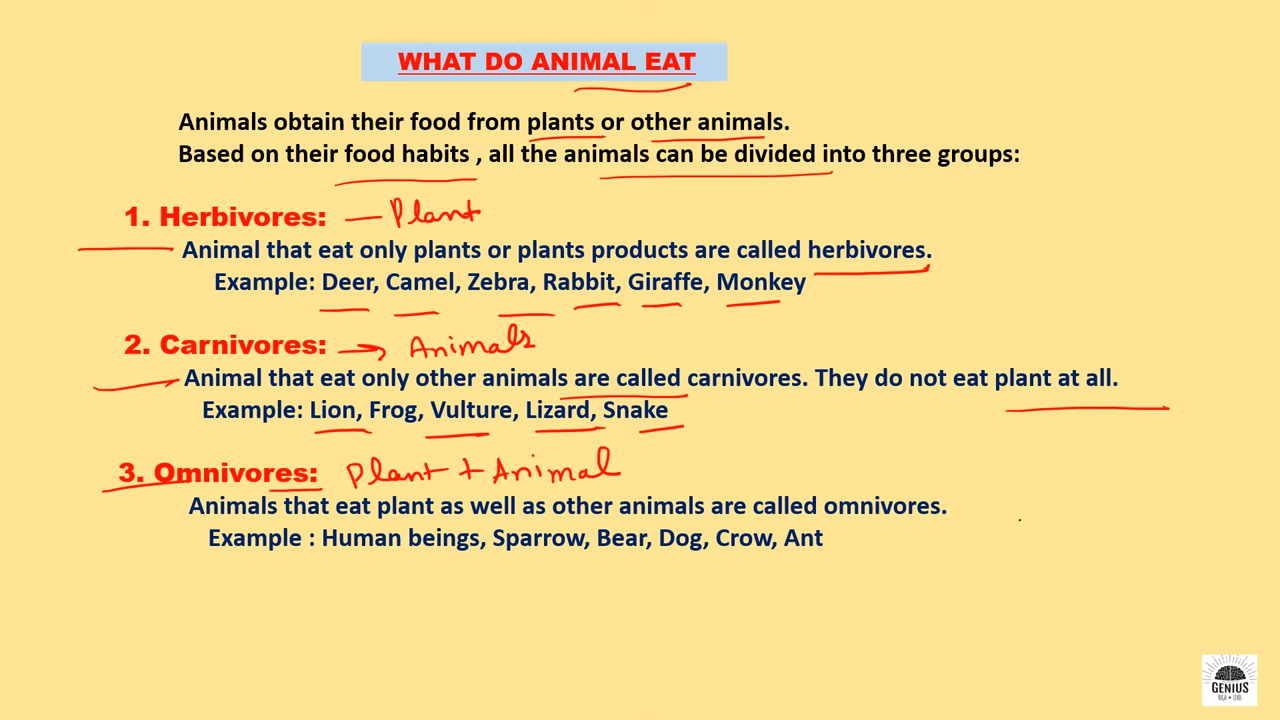 WHAT DO ANIMAL EAT
Animals obtain their food from plants or other animals.
Based on their food habits , all the animals can be divided into three groups:
1. Herbivores: — Plant
Animal that eat only plants or plants products are called herbivores.
Example: Deer, Camel, Zebra, Rabbit, Giraffe, Monkey
2. Carnivores: → Animals
Animal that eat only other animals are called carnivores. They do not eat plant at all.
Example: Lion, Frog, Vulture, Lizard, Snake
3. Omnivores: Plant + Animal
Animals that eat plant as well as other animals are called omnivores.
Example : Human beings, Sparrow, Bear, Dog, Crow, Ant
GENIUS
HIGH • LEVEL